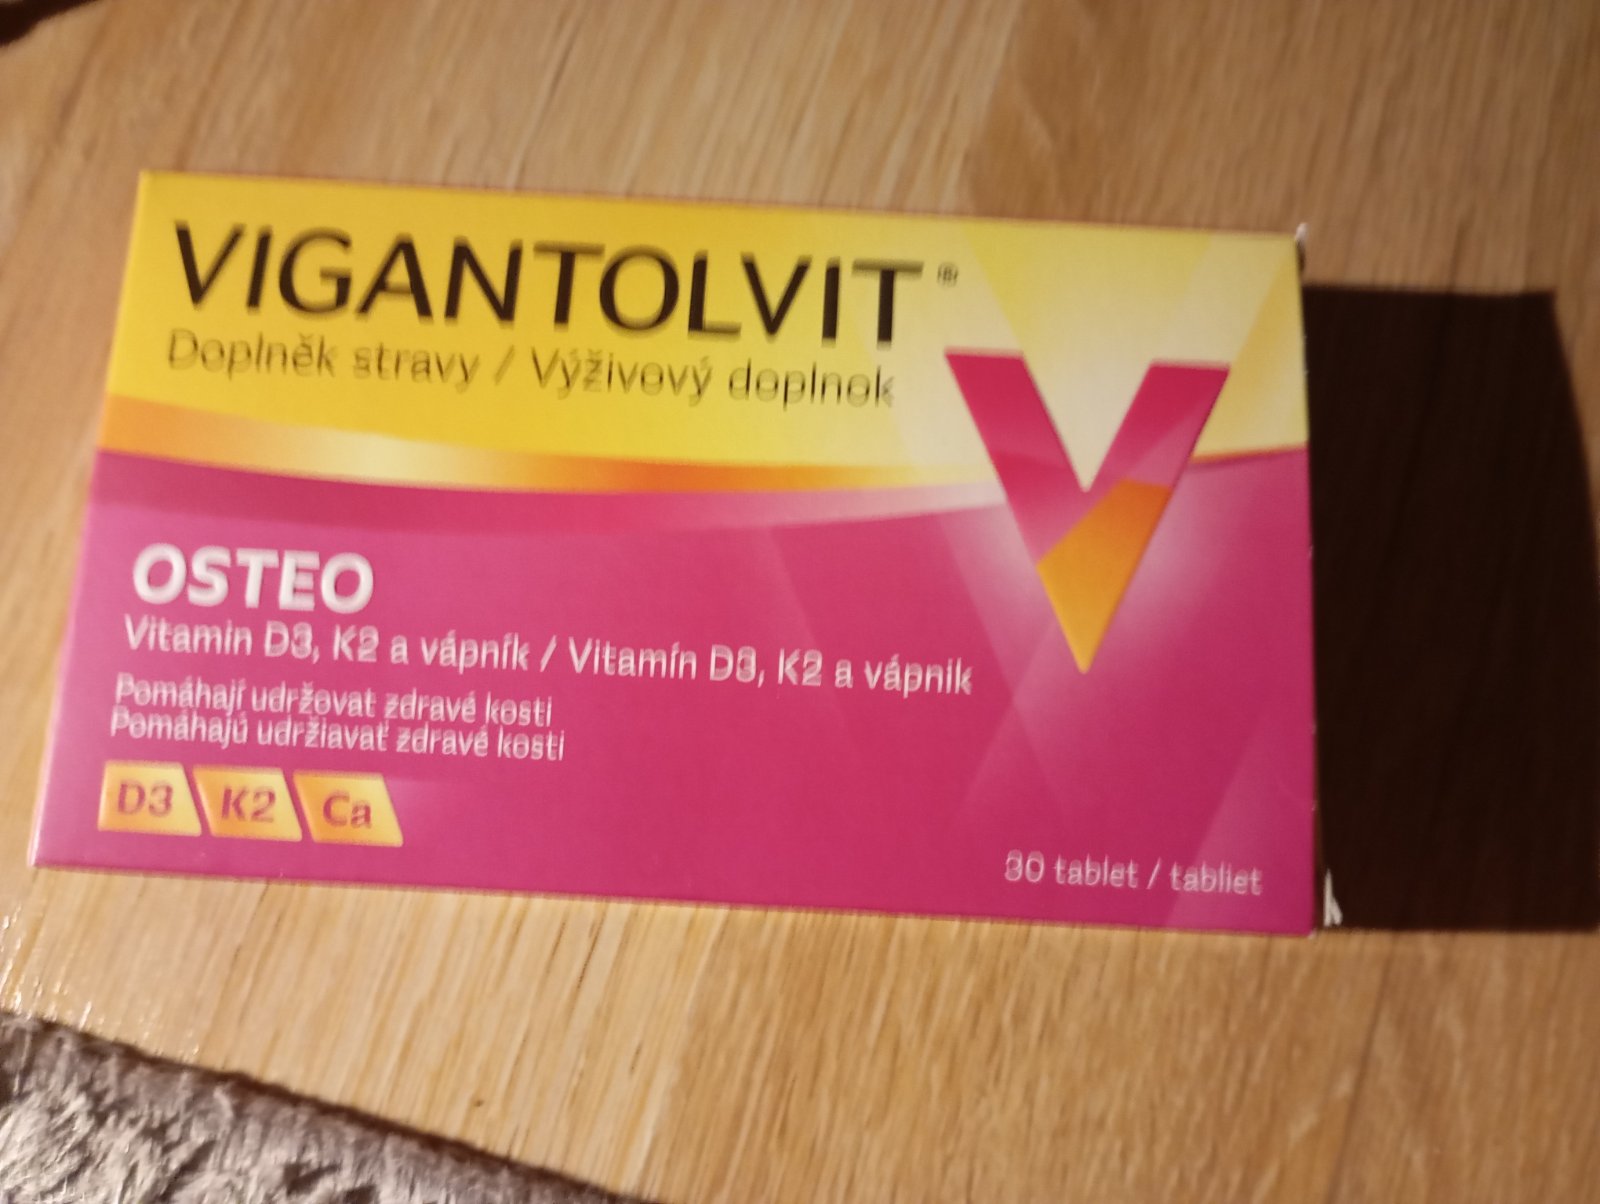 VIGANTOLVIT®
Doplněk stravy / Výživový doplnok
V
OSTEO
Vitamin D3, K2 a vápník / Vitamín D3, K2 a vápnik
Pomáhají udržovat zdravé kosti
Pomáhajú udržiavať zdravé kosti
D3 K2 Ca
30 tablet / tabliet